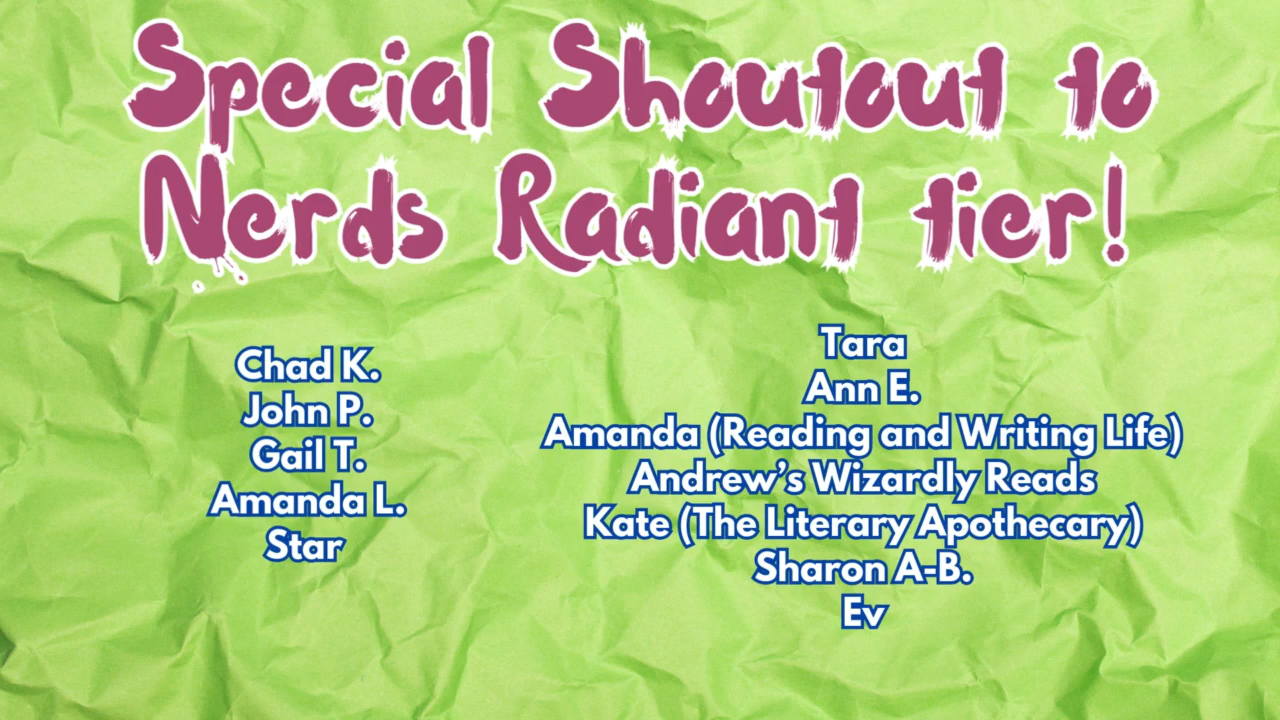 Special Shoutout to
Nerds Radiant tier!
Chad K.
John P.
Gail T.
Amanda L.
Star
Tara
Ann E.
Amanda (Reading and Writing Life)
Andrew’s Wizardly Reads
Kate (The Literary Apothecary)
Sharon A-B.
Ev